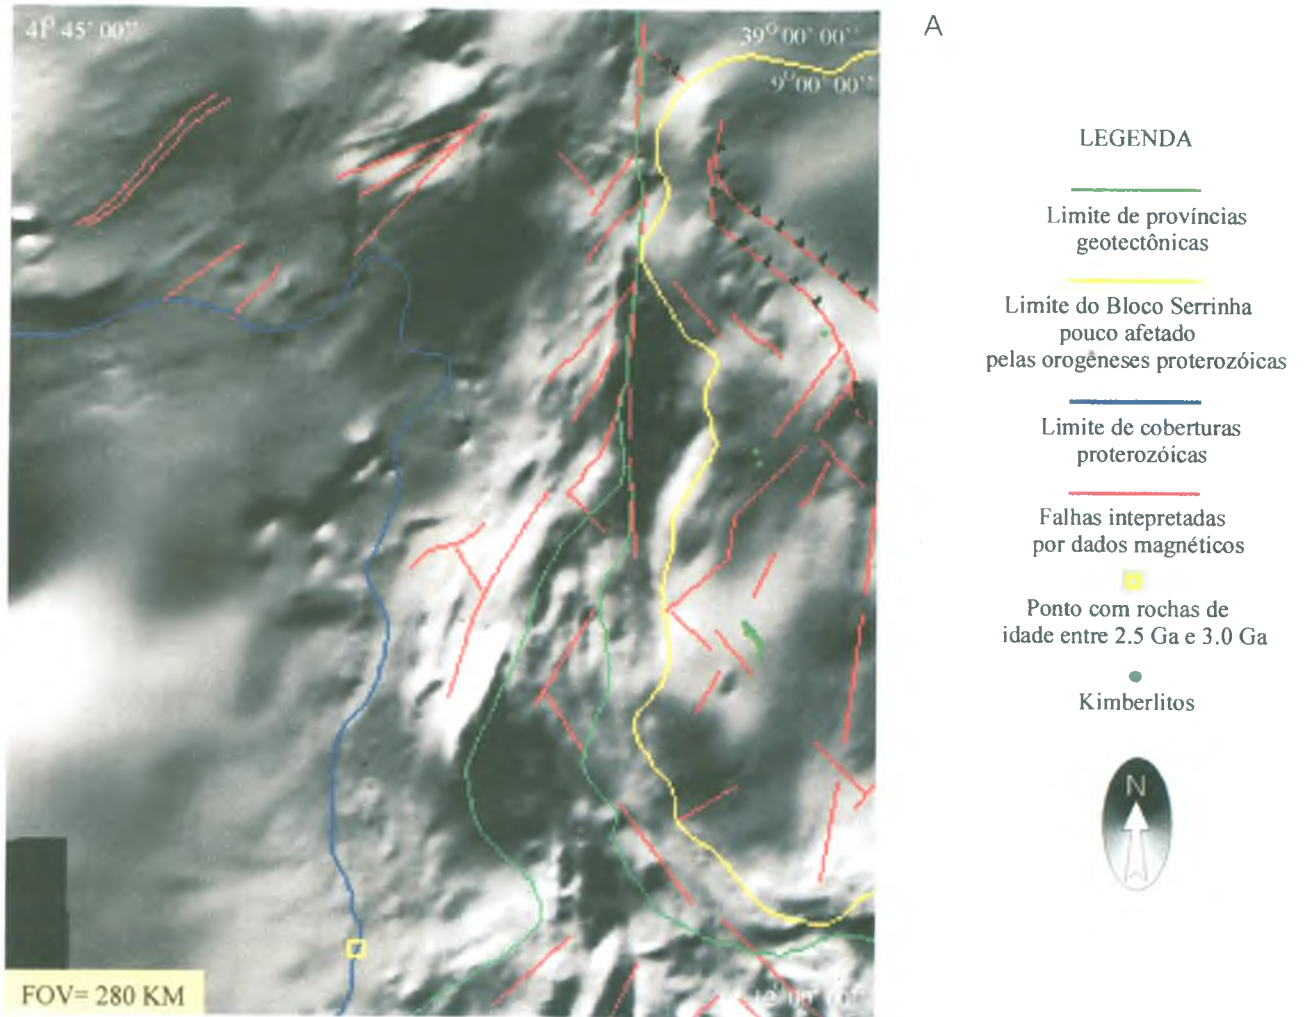 41° 45' 00''
39° 00' 00''
9° 00' 00''
A
LEGENDA
Limite de províncias
geotectônicas
Limite do Bloco Serrinha
pouco afetado
pelas orogêneses proterozóicas
Limite de coberturas
proterozóicas
Falhas intepretadas
por dados magnéticos
Ponto com rochas de
idade entre 2.5 Ga e 3.0 Ga
Kimberlitos
N
FOV= 280 KM